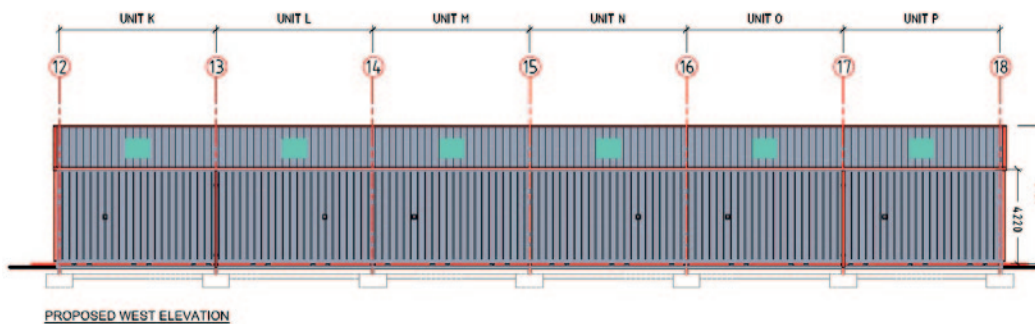 UNIT K UNIT L UNIT M UNIT N UNIT O UNIT P
12 13 14 15 16 17 18
4220
PROPOSED WEST ELEVATION